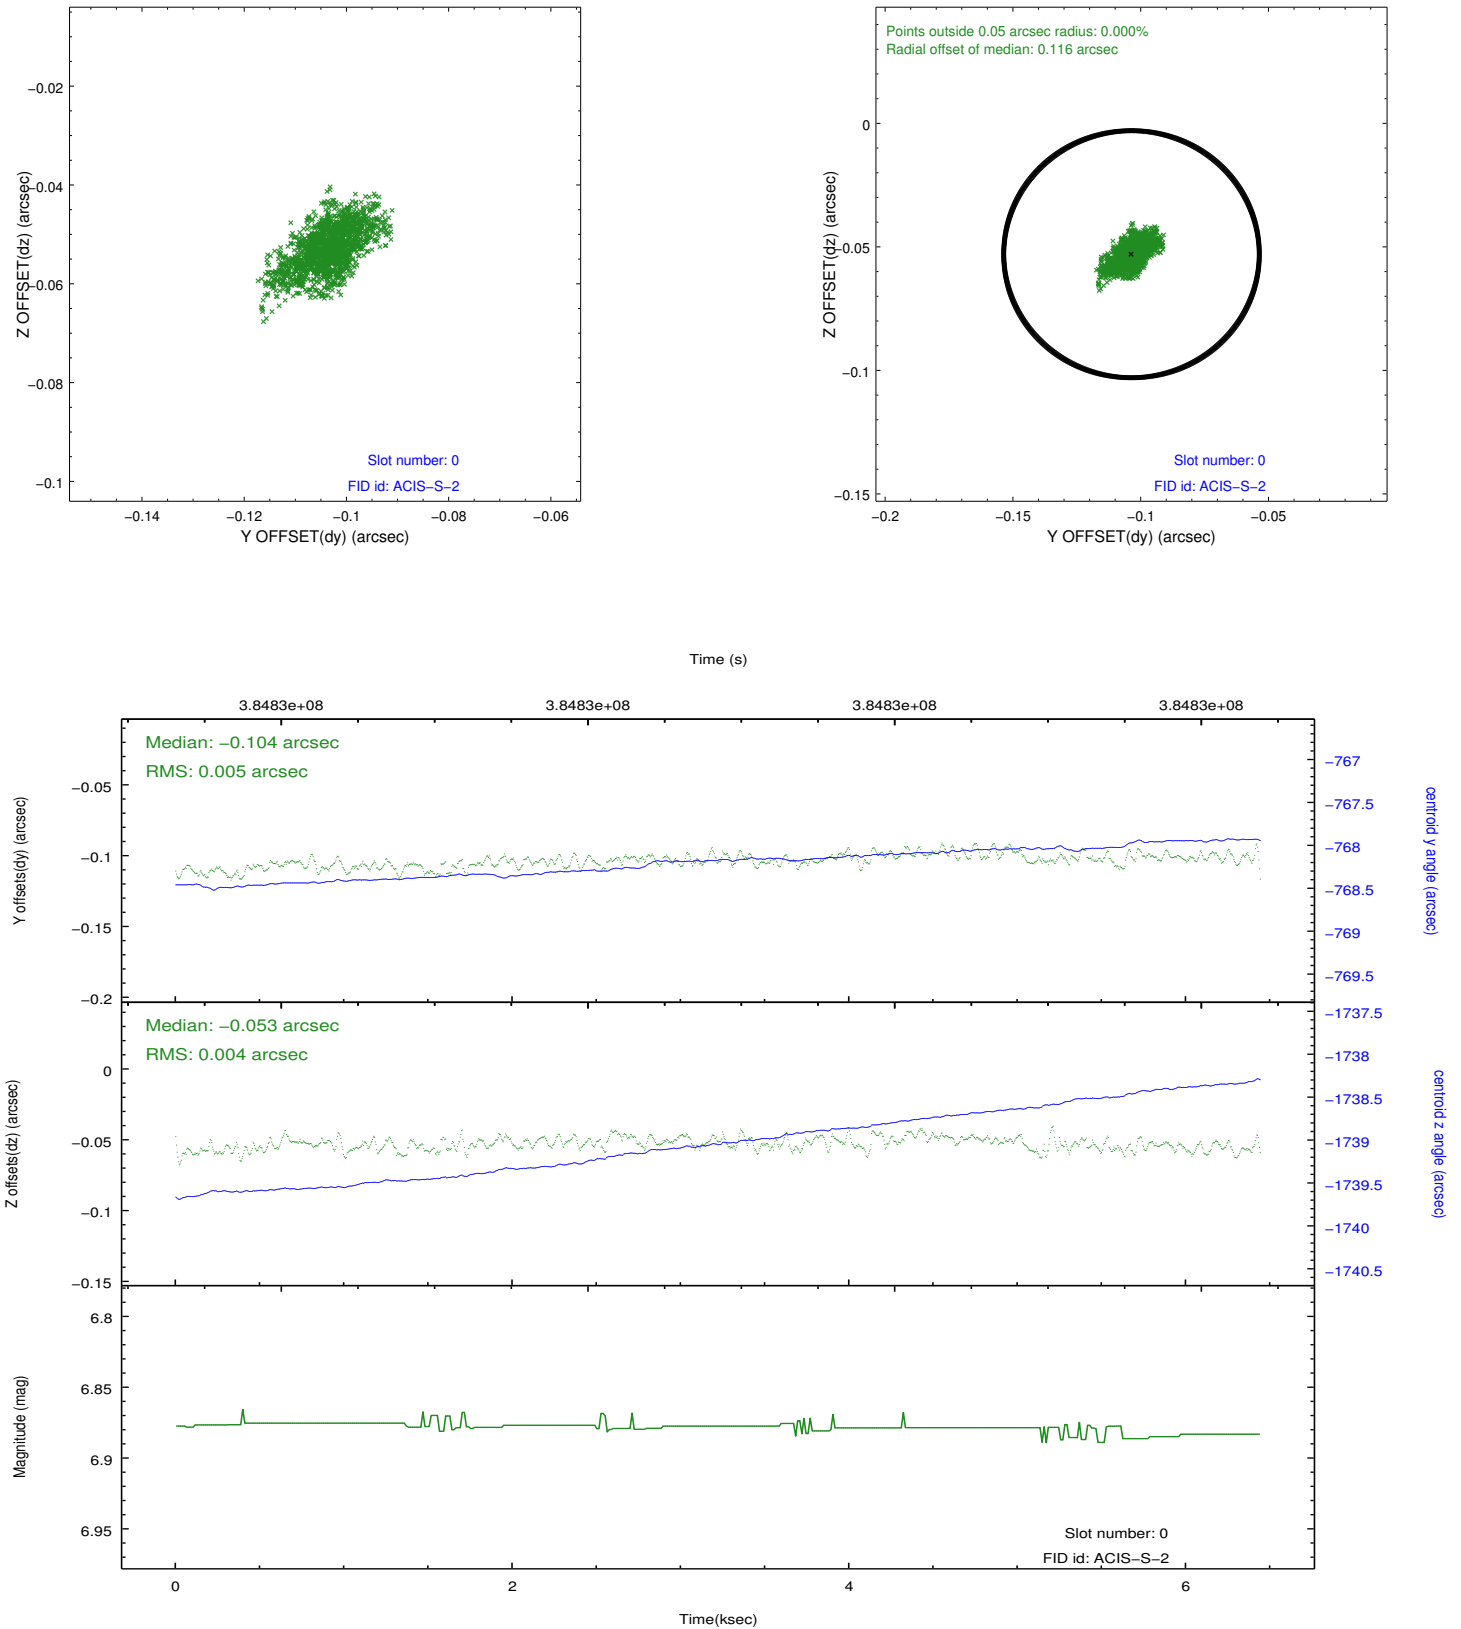 −0.02
−0.04
−0.06
−0.08
−0.1
Z OFFSET(dz) (arcsec)
Slot number: 0
FID id: ACIS−S−2
−0.14
−0.12
−0.1
−0.08
−0.06
Y OFFSET(dy) (arcsec)
Points outside 0.05 arcsec radius: 0.000%
Radial offset of median: 0.116 arcsec
0
−0.05
−0.1
−0.15
Z OFFSET(dz) (arcsec)
Slot number: 0
FID id: ACIS−S−2
−0.2
−0.15
−0.1
−0.05
Y OFFSET(dy) (arcsec)
Time (s)
3.8483e+08
3.8483e+08
3.8483e+08
3.8483e+08
Median: −0.104 arcsec
RMS: 0.005 arcsec
−0.05
−0.1
−0.15
−0.2
Y offsets(dy) (arcsec)
−767
−767.5
−768
−768.5
−769
−769.5
centroid y angle (arcsec)
Median: −0.053 arcsec
RMS: 0.004 arcsec
0
−0.05
−0.1
−0.15
Z offsets(dz) (arcsec)
−1737.5
−1738
−1738.5
−1739
−1739.5
−1740
−1740.5
centroid z angle (arcsec)
6.8
6.85
6.9
6.95
Magnitude (mag)
Slot number: 0
FID id: ACIS−S−2
0
2
4
6
Time(ksec)